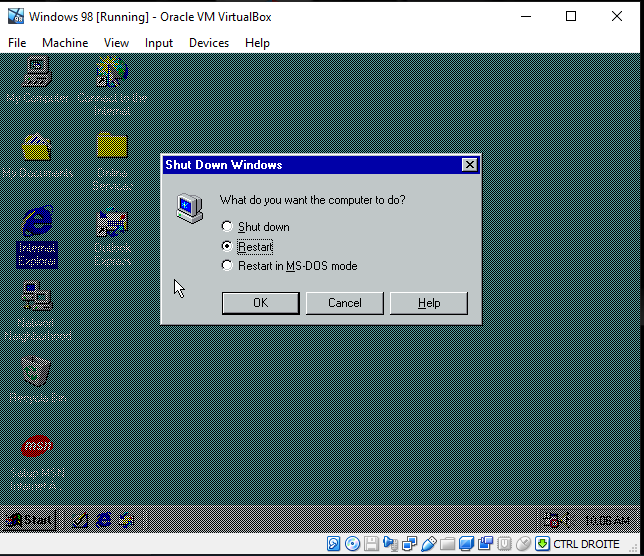 Windows 98 [Running] - Oracle VM VirtualBox
File Machine View Input Devices Help
My Computer
Connect to the
Internet
My Documents
Online
Services
Internet
Explorer
Outlook
Express
Network
Neighborhood
Recycle Bin
msn
Setup MSN
Internet A...
Shut Down Windows
What do you want the computer to do?
Shut down
Restart
Restart in MS-DOS mode
OK Cancel Help
Start
10:06 AM
CTRL DROITE